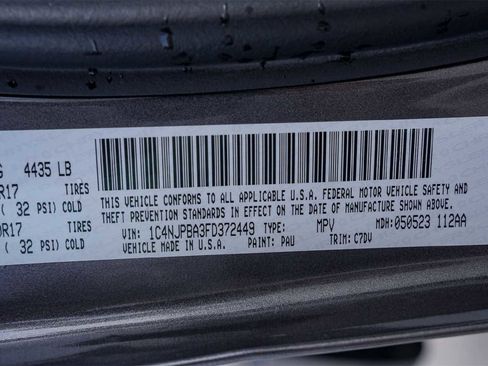 G 4435 LB
R17 TIRES
( 32 PSI) COLD
0R17 TIRES
( 32 PSI) COLD
THIS VEHICLE CONFORMS TO ALL APPLICABLE U.S.A. FEDERAL MOTOR VEHICLE SAFETY AND
THEFT PREVENTION STANDARDS IN EFFECT ON THE DATE OF MANUFACTURE SHOWN ABOVE.
VIN: 1C4NJPBA3FD372449 TYPE: MPV MDH: 050523 112AA
VEHICLE MADE IN U.S.A. PAINT: PAU TRIM: C7DV